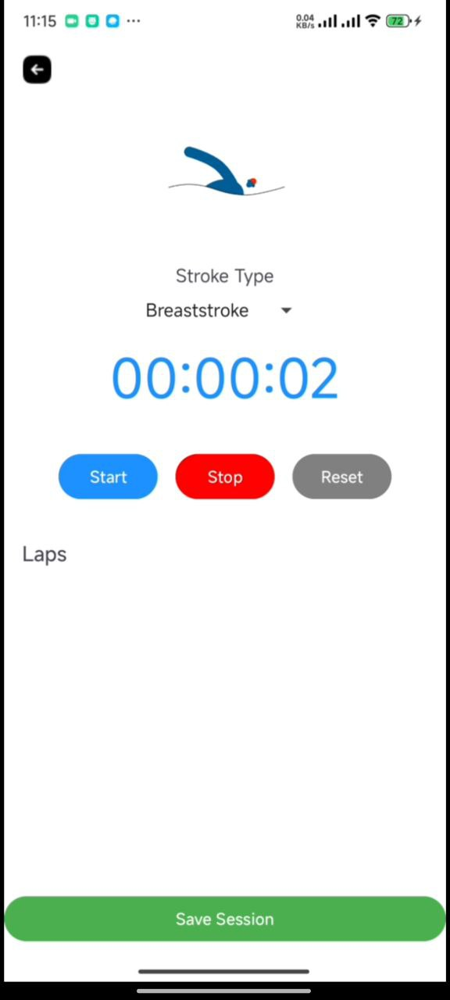 11:15 ... 0.04 KB/s 72
Stroke Type
Breaststroke
00:00:02
Start Stop Reset
Laps
Save Session